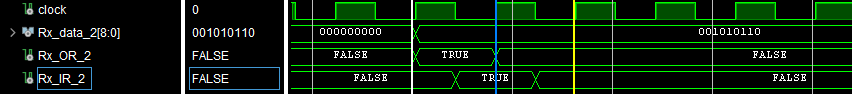 clock 0
Rx_data_2[8:0] 001010110 000000000 001010110
Rx_OR_2 FALSE FALSE TRUE FALSE
Rx_IR_2 FALSE FALSE TRUE FALSE